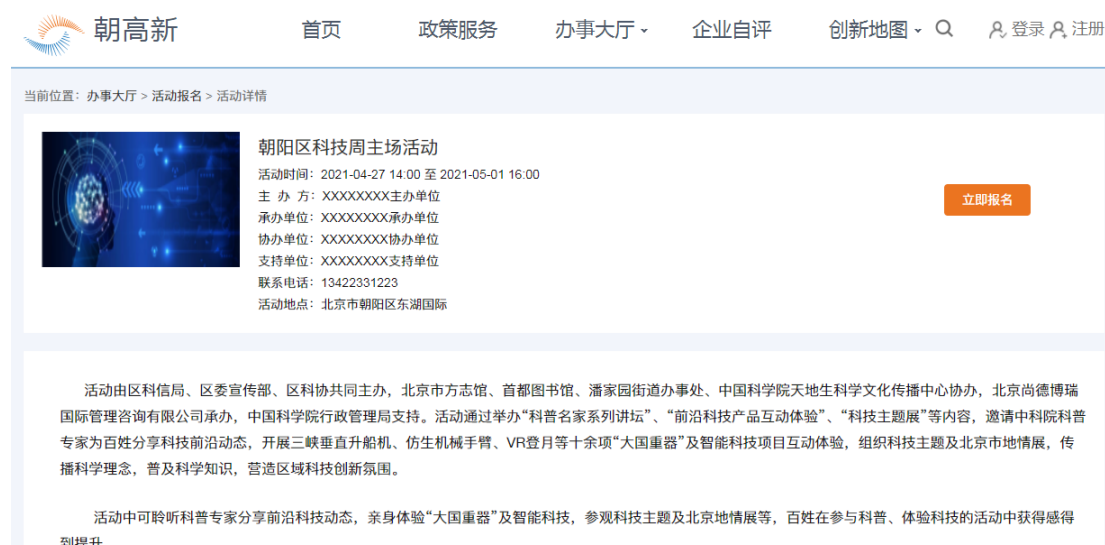 朝高新
首页
政策服务
办事大厅
企业自评
创新地图
登录
注册
当前位置：办事大厅 > 活动报名 > 活动详情
朝阳区科技周主场活动
活动时间：2021-04-27 14:00 至 2021-05-01 16:00
主 办 方：XXXXXXXX主办单位
立即报名
承办单位：XXXXXXXX承办单位
协办单位：XXXXXXXX协办单位
支持单位：XXXXXXXX支持单位
联系电话：13422331223
活动地点：北京市朝阳区东湖国际
活动由区科信局、区委宣传部、区科协共同主办，北京市方志馆、首都图书馆、潘家园街道办事处、中国科学院天地生科学文化传播中心协办，北京尚德博瑞
国际管理咨询有限公司承办，中国科学院行政管理局支持。活动通过举办“科普名家系列讲坛”、“前沿科技产品互动体验”、“科技主题展”等内容，邀请中科院科普
专家为百姓分享科技前沿动态，开展三峡垂直升船机、仿生机械手臂、VR登月等十余项“大国重器”及智能科技项目互动体验，组织科技主题及北京市地情展，传
播科学理念，普及科学知识，营造区域科技创新氛围。
活动中可聆听科普专家分享前沿科技动态，亲身体验“大国重器”及智能科技，参观科技主题及北京地情展等，百姓在参与科普、体验科技的活动中获得感得
到提升